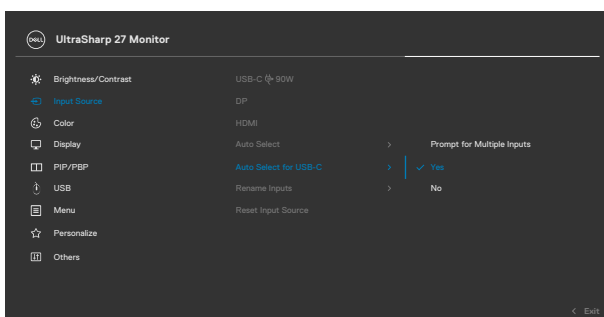 DELL UltraSharp 27 Monitor
Brightness/Contrast
Input Source
Color
Display
PIP/PBP
USB
Menu
Personalize
Others
USB-C 90W
DP
HDMI
Auto Select >
Auto Select for USB-C >
Rename Inputs >
Reset Input Source
Prompt for Multiple Inputs
✓ Yes
No
< Exit